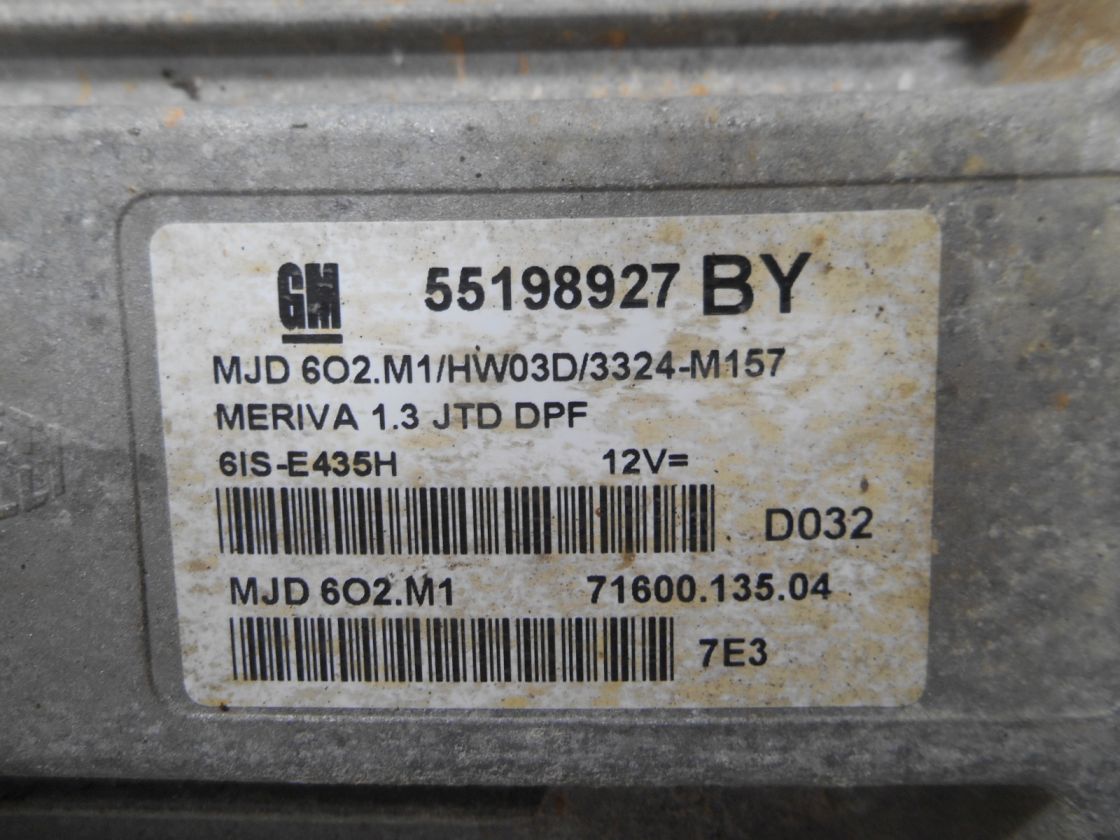 GM 55198927 BY
MJD 6O2.M1/HW03D/3324-M157
MERIVA 1.3 JTD DPF
6IS-E435H 12V=
D032
MJD 6O2.M1 71600.135.04
7E3